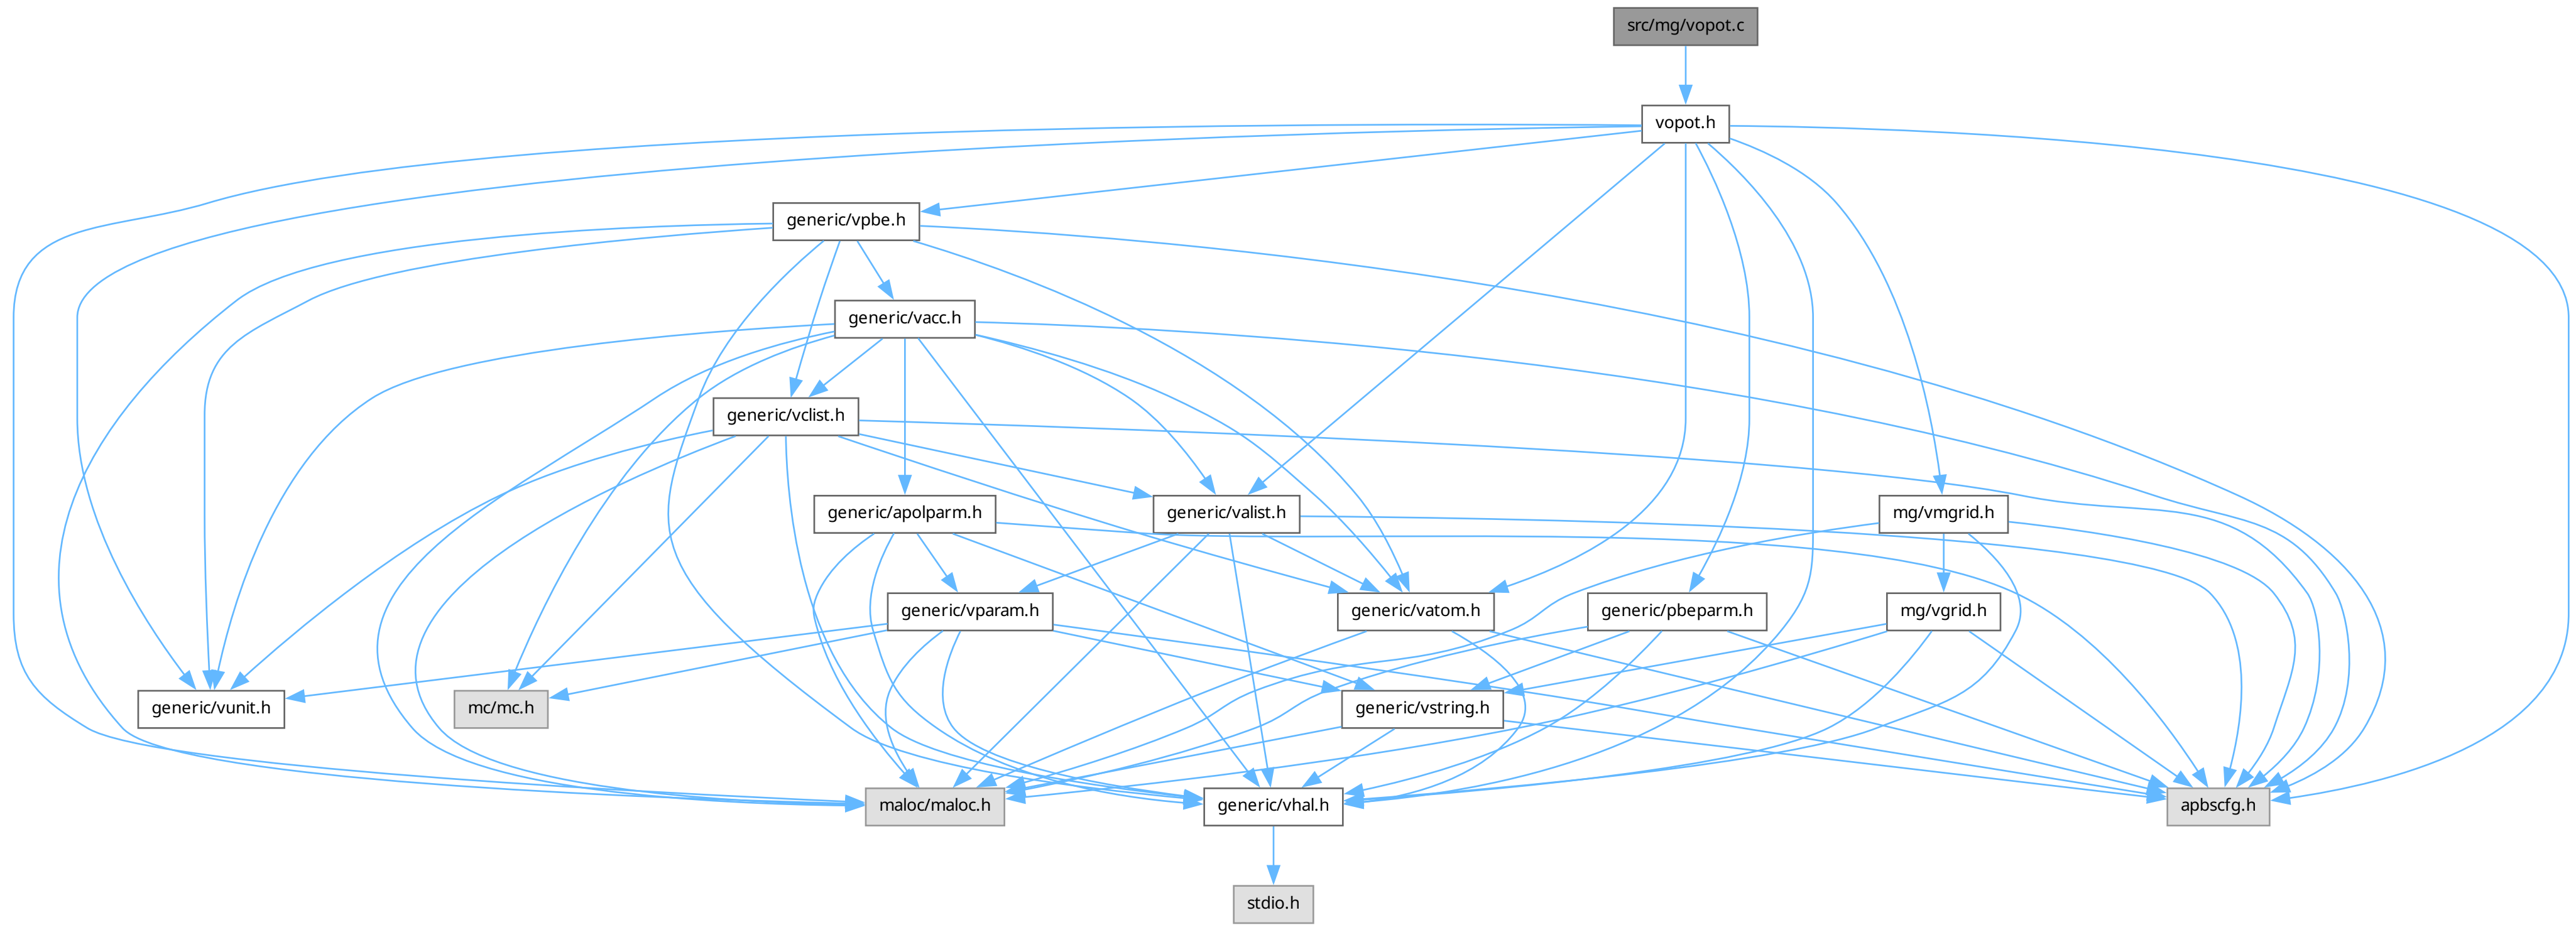 src/mg/vopot.c
vopot.h
generic/vpbe.h
generic/vacc.h
generic/vclist.h
generic/apolparm.h
generic/valist.h
mg/vmgrid.h
generic/vparam.h
generic/vatom.h
generic/pbeparm.h
mg/vgrid.h
generic/vunit.h
mc/mc.h
generic/vstring.h
maloc/maloc.h
generic/vhal.h
apbscfg.h
stdio.h